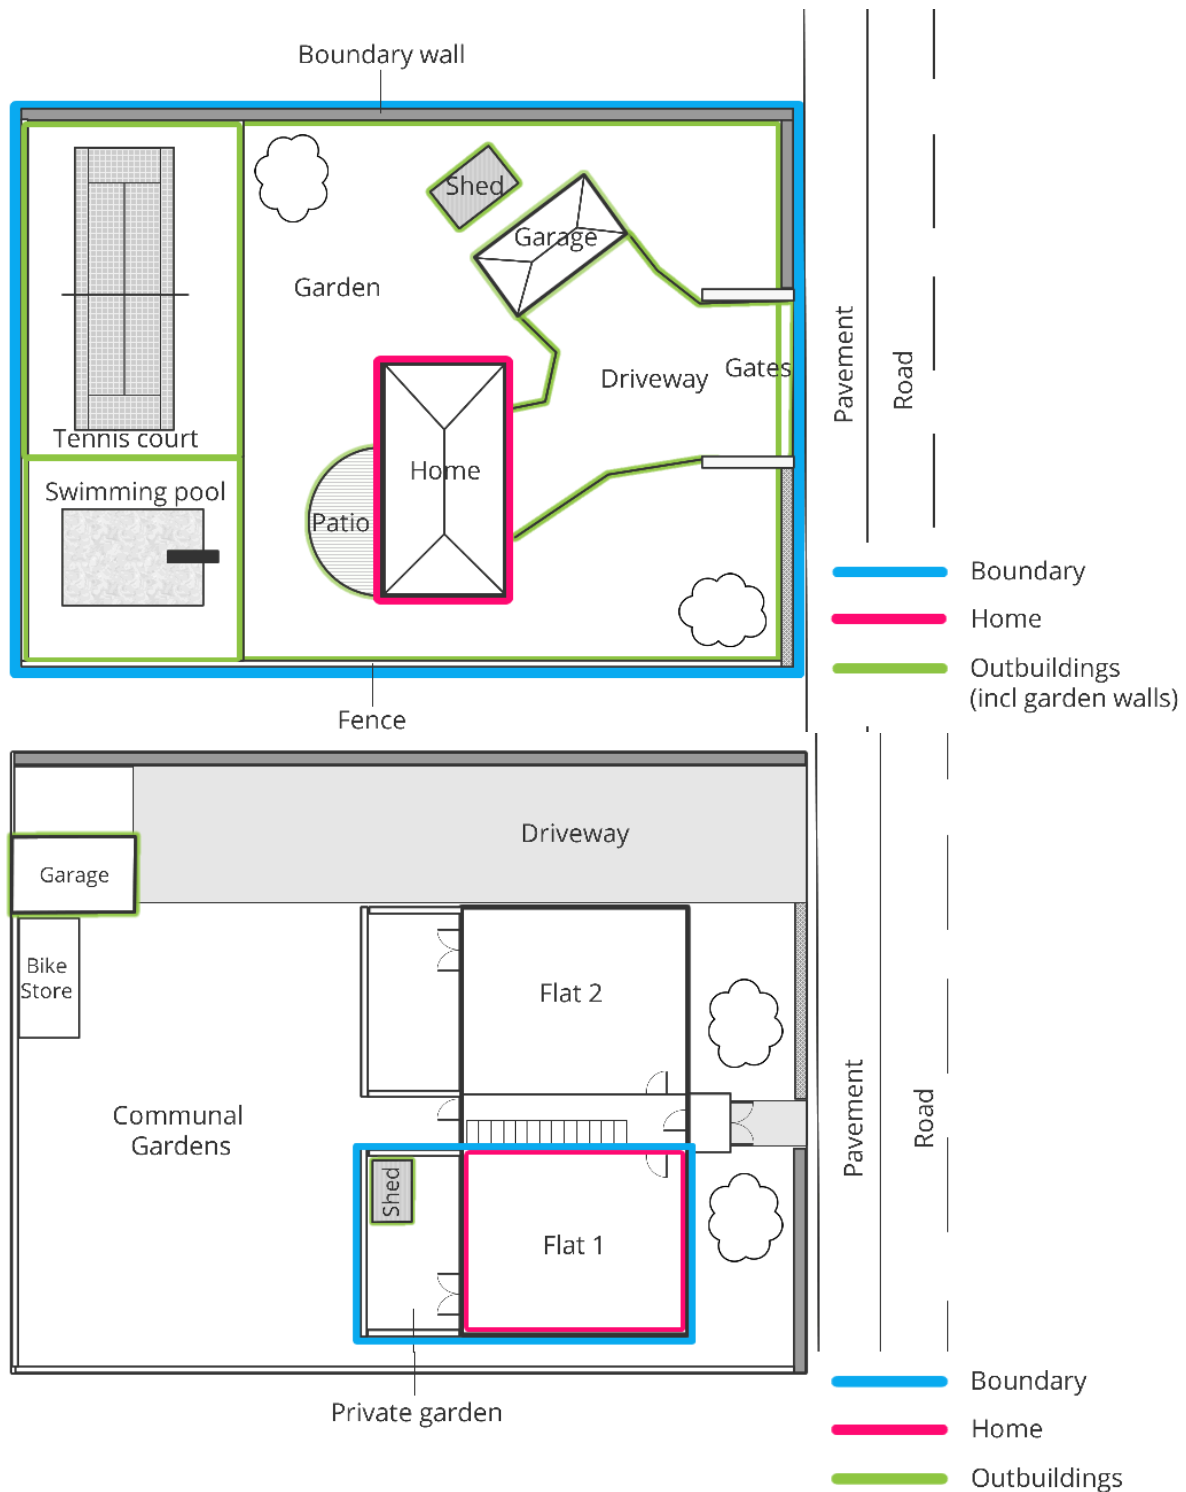 Boundary wall
Shed
Garage
Garden
Driveway
Gates
Pavement
Road
Tennis court
Home
Swimming pool
Patio
Boundary
Home
Outbuildings
(incl garden walls)
Fence
Driveway
Garage
Bike
Store
Flat 2
Communal
Gardens
Pavement
Road
Shed
Flat 1
Private garden
Boundary
Home
Outbuildings